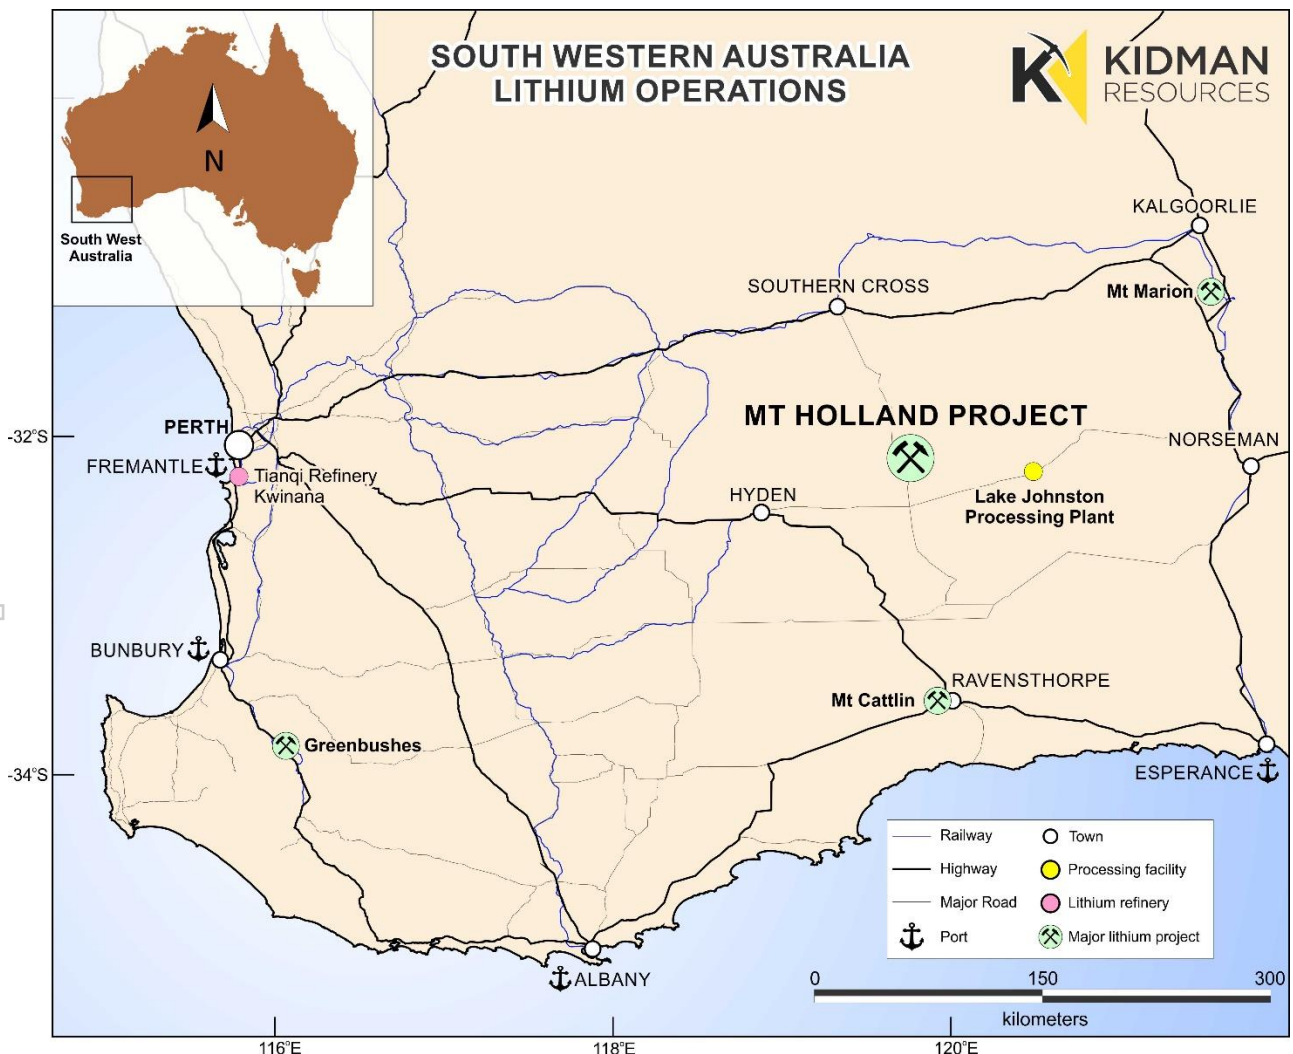 SOUTH WESTERN AUSTRALIA
LITHIUM OPERATIONS
KIDMAN
RESOURCES
N
South West
Australia
KALGOORLIE
SOUTHERN CROSS
Mt Marion
MT HOLLAND PROJECT
-32°S
PERTH
NORSEMAN
FREMANTLE
Tianqi Refinery
Kwinana
HYDEN
Lake Johnston
Processing Plant
BUNBURY
RAVENSTHORPE
Mt Cattlin
Greenbushes
-34°S
ESPERANCE
ALBANY
Railway
Town
Highway
Processing facility
Major Road
Lithium refinery
Port
Major lithium project
0 150 300
kilometers
116°E 118°E 120°E